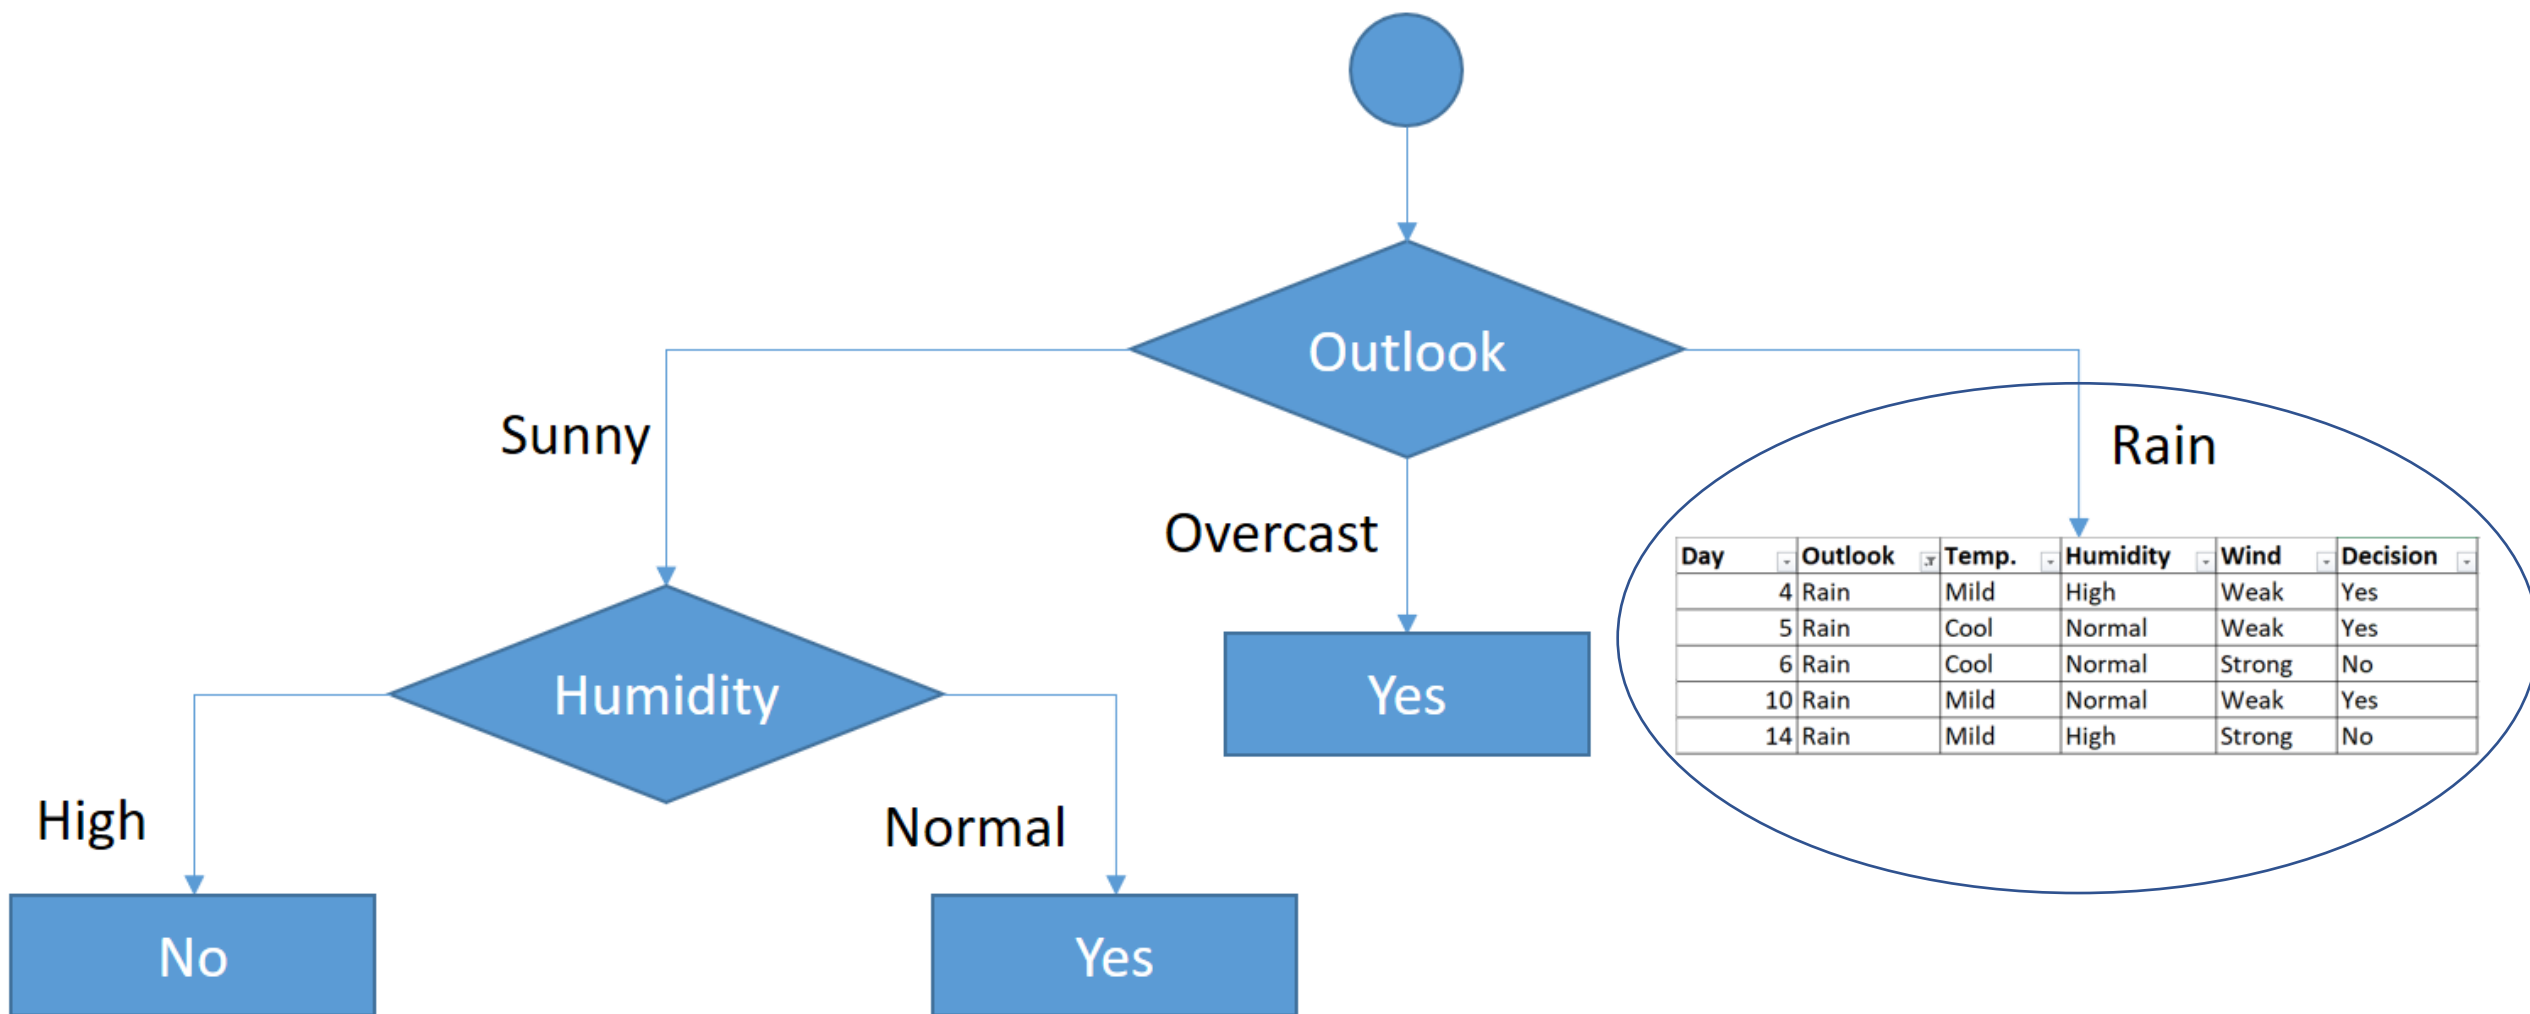 Outlook
Sunny
Rain
Overcast
Day Outlook Temp. Humidity Wind Decision
4 Rain Mild High Weak Yes
5 Rain Cool Normal Weak Yes
6 Rain Cool Normal Strong No
10 Rain Mild Normal Weak Yes
14 Rain Mild High Strong No
Humidity
Yes
High
Normal
No
Yes